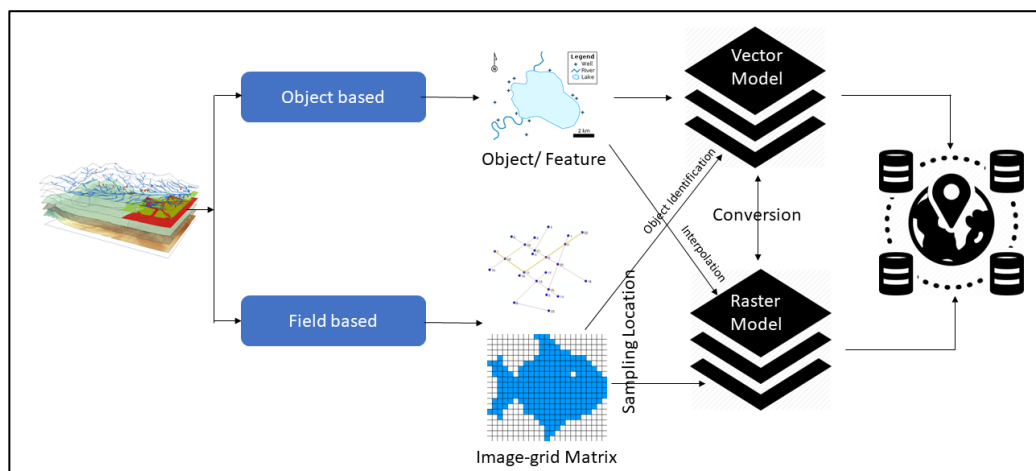 Object based
Legend
Well
River
Lake
2 km
Object/ Feature
Vector
Model
Object Identification
Interpolation
Conversion
Field based
Sampling Location
Raster
Model
Image-grid Matrix